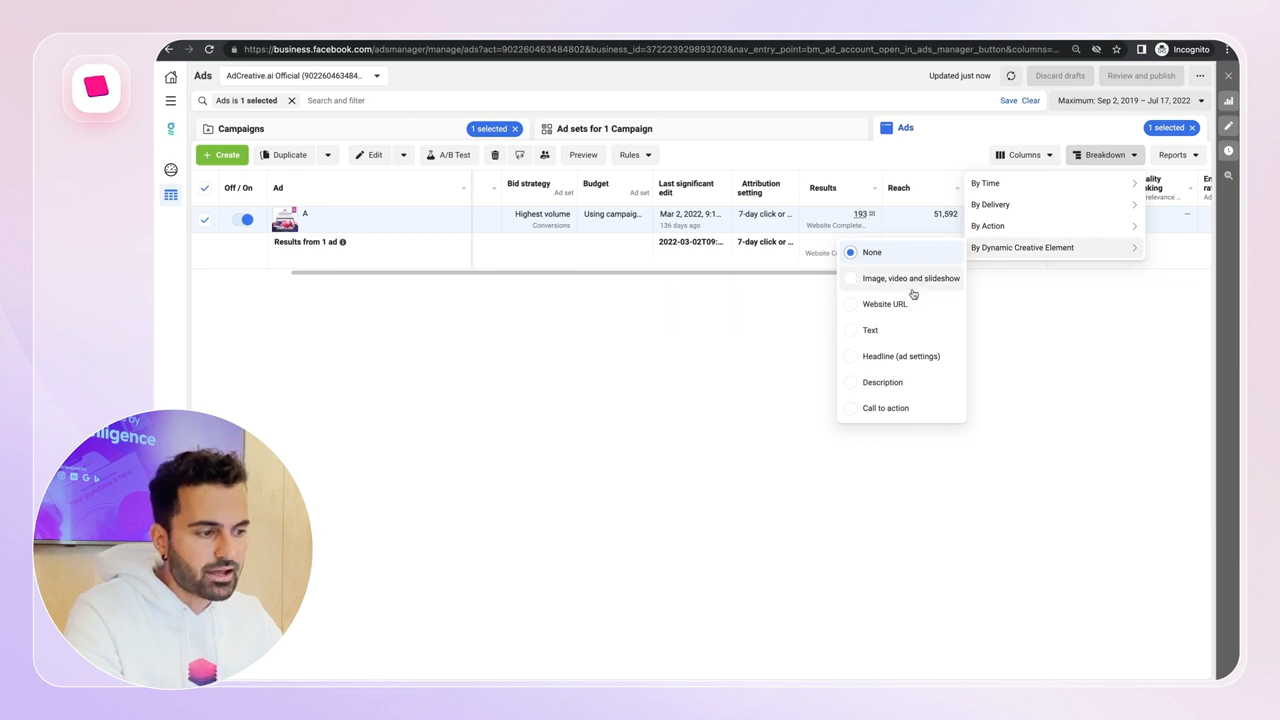 https://business.facebook.com/adsmanager/manage/ads?act=902260463484802&business_id=372223929893203&nav_entry_point=bm_ad_account_open_in_ads_manager_button&columns=...
Incognito
Ads
AdCreative.ai Official (902260463484...
Updated just now
Discard drafts
Review and publish
Ads is 1 selected
Search and filter
Save Clear
Maximum: Sep 2, 2019 – Jul 17, 2022
Campaigns
1 selected
Ad sets for 1 Campaign
Ads
1 selected
+ Create
Duplicate
Edit
A/B Test
Preview
Rules
Columns
Breakdown
Reports
Off / On
Ad
Bid strategy
Ad set
Budget
Ad set
Last significant edit
Attribution setting
Results
Reach
A
Highest volume
Conversions
Using campaig...
Mar 2, 2022, 9:1...
136 days ago
7-day click or ...
193
Website Complete...
51,592
—
Results from 1 ad
2022-03-02T09:...
7-day click or ...
By Time
By Delivery
By Action
By Dynamic Creative Element
None
Image, video and slideshow
Website URL
Text
Headline (ad settings)
Description
Call to action